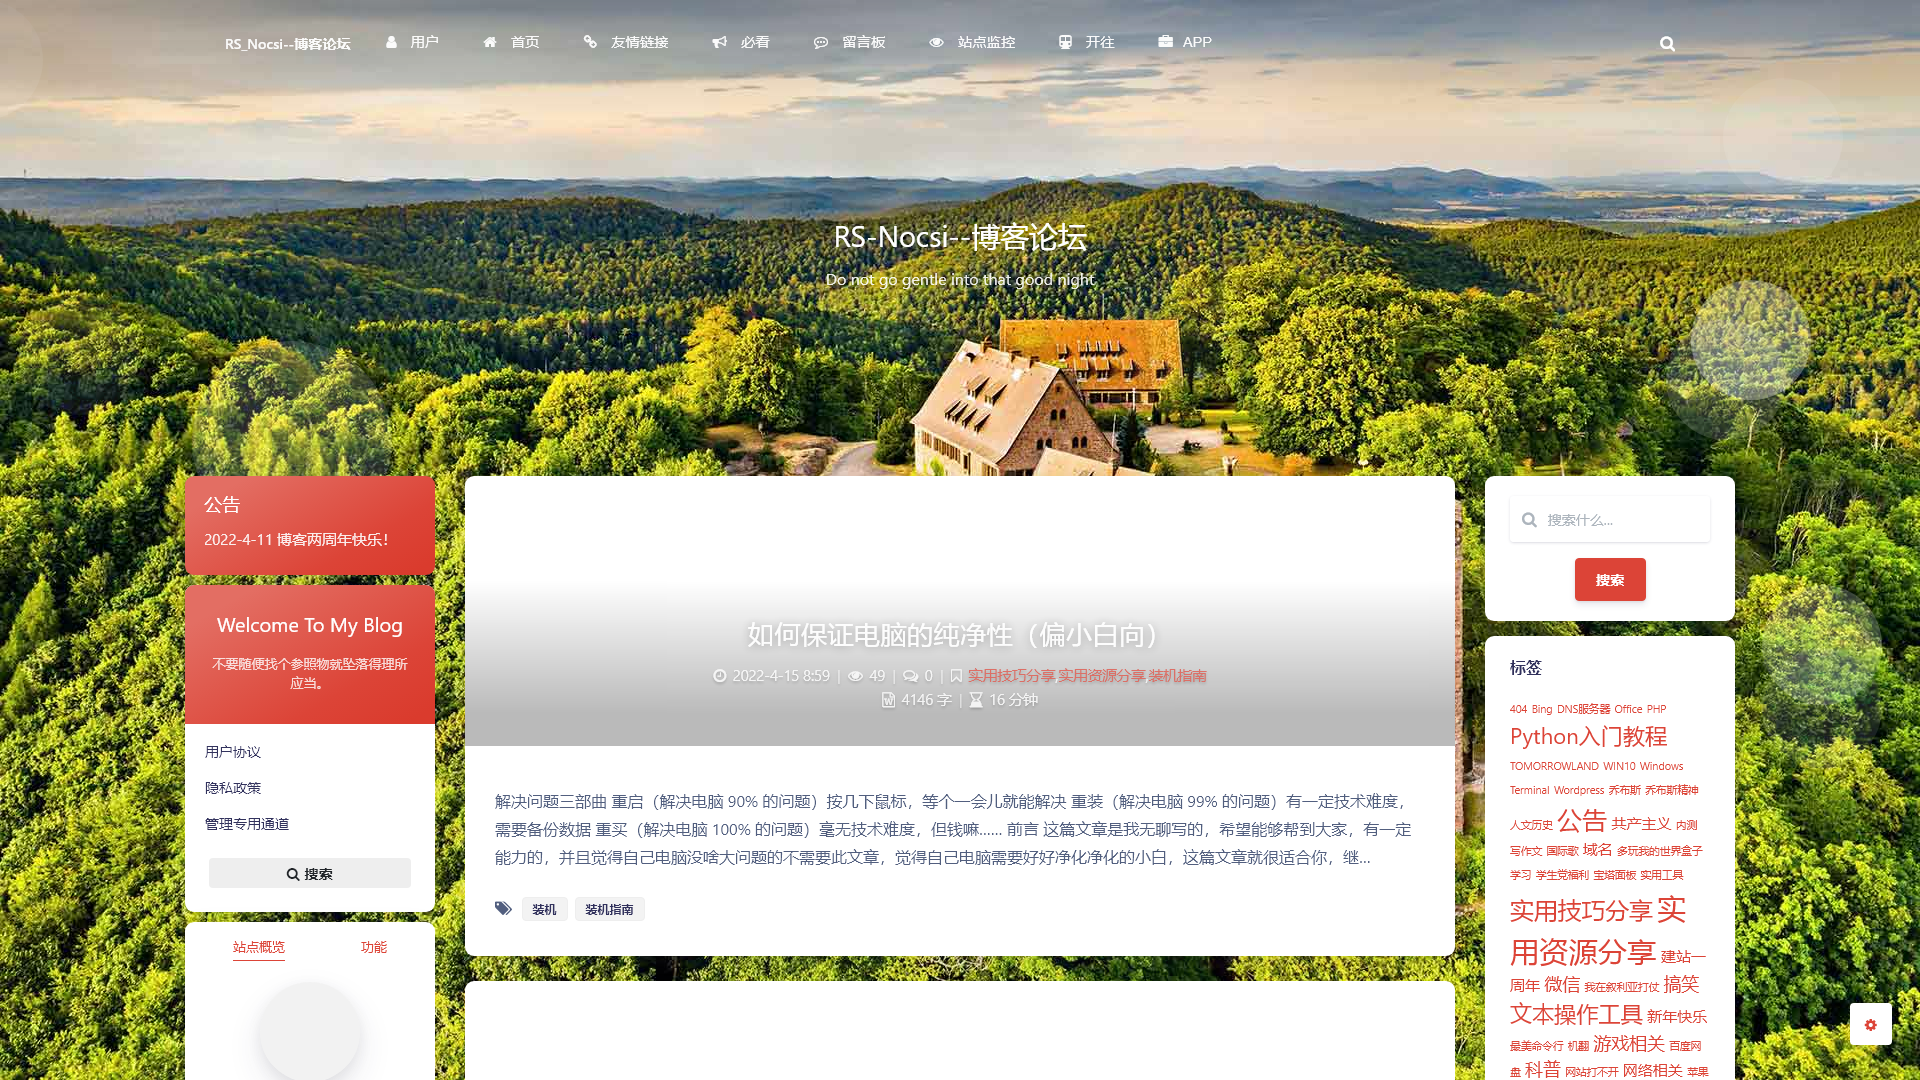 RS_Nocsi--博客论坛 用户 首页 友情链接 必看 留言板 站点监控 开往 APP
RS-Nocsi--博客论坛
Do not go gentle into that good night
公告
2022-4-11 博客两周年快乐！
Welcome To My Blog
不要随便找个参照物就坠落得理所
应当。
用户协议
隐私政策
管理专用通道
搜索
站点概览 功能
如何保证电脑的纯净性（偏小白向）
2022-4-15 8:59 | 49 | 0 | 实用技巧分享,实用资源分享,装机指南
4146 字 | 16 分钟
解决问题三部曲 重启（解决电脑 90% 的问题）按几下鼠标，等个一会儿就能解决 重装（解决电脑 99% 的问题）有一定技术难度，
需要备份数据 重买（解决电脑 100% 的问题）毫无技术难度，但钱嘛…… 前言 这篇文章是我无聊写的，希望能够帮到大家，有一定
能力的，并且觉得自己电脑没啥大问题的不需要此文章，觉得自己电脑需要好好净化净化的小白，这篇文章就很适合你，继...
装机 装机指南
搜索什么...
搜索
标签
404 Bing DNS服务器 Office PHP
Python入门教程
TOMORROWLAND WIN10 Windows
Terminal Wordpress 乔布斯 乔布斯精神
人文历史 公告 共产主义 内测
写作文 国际歌 域名 多玩我的世界盒子
学习 学生党福利 宝塔面板 实用工具
实用技巧分享 实
用资源分享 建站一
周年 微信 我在叙利亚打仗 搞笑
文本操作工具 新年快乐
最美命令行 机翻 游戏相关 百度网
盘 科普 网站打不开 网络相关 苹果